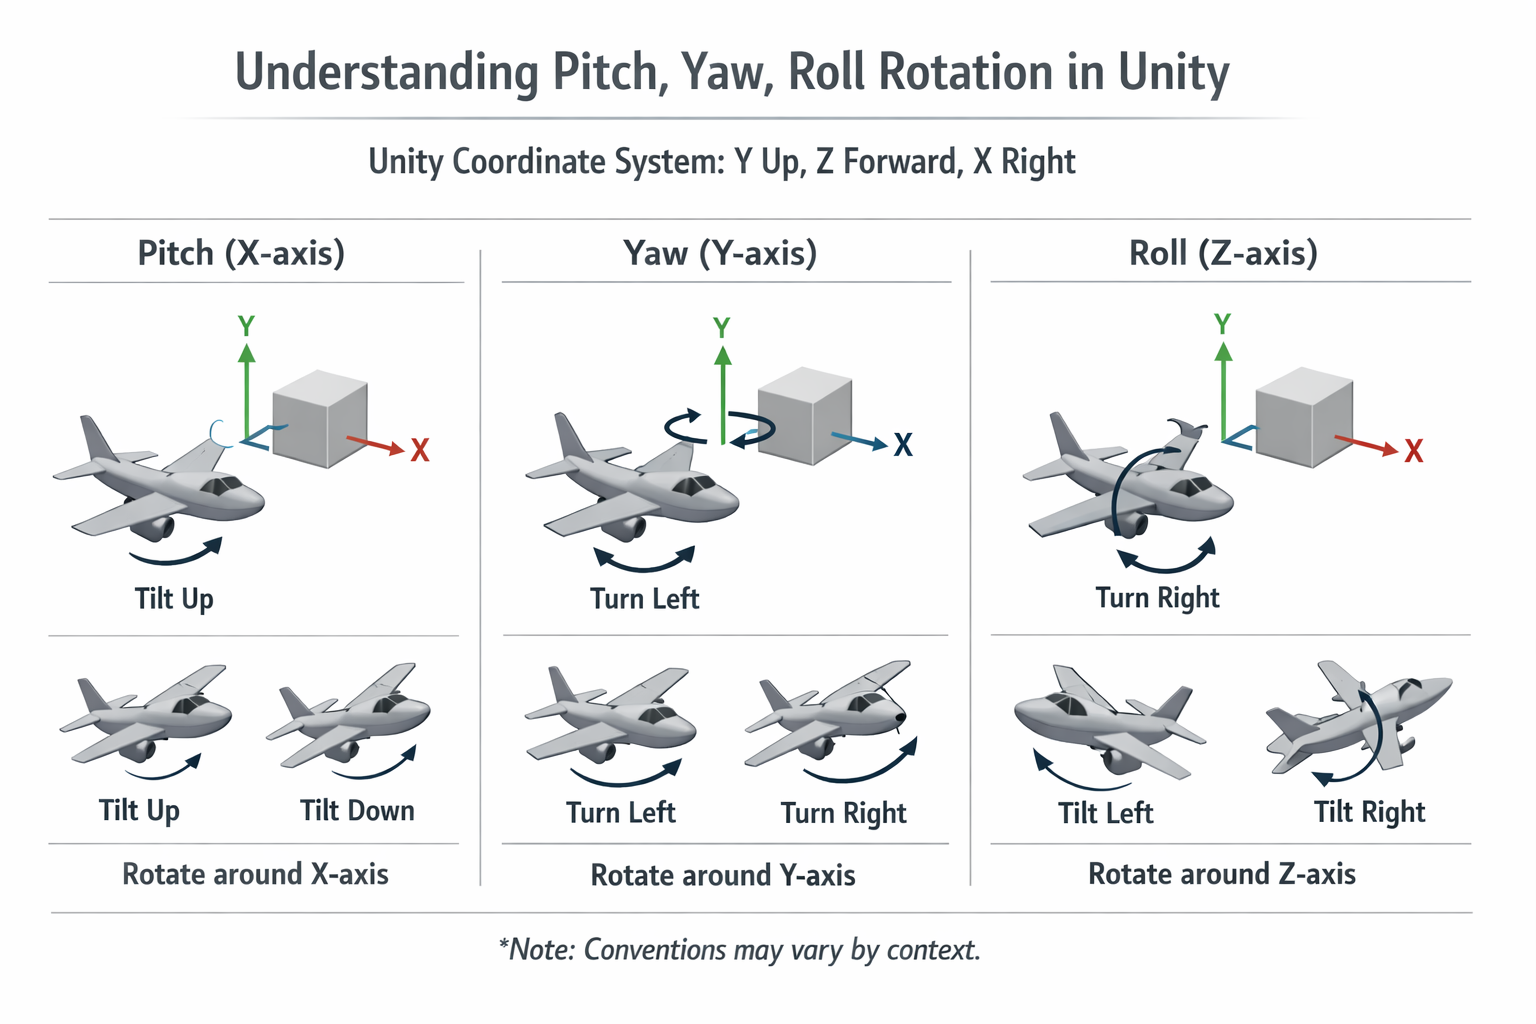 Understanding Pitch, Yaw, Roll Rotation in Unity
Unity Coordinate System: Y Up, Z Forward, X Right
Pitch (X-axis)
Y
X
Tilt Up
Tilt Up
Tilt Down
Rotate around X-axis
Yaw (Y-axis)
Y
X
Turn Left
Turn Left
Turn Right
Rotate around Y-axis
Roll (Z-axis)
Y
X
Turn Right
Tilt Left
Tilt Right
Rotate around Z-axis
*Note: Conventions may vary by context.